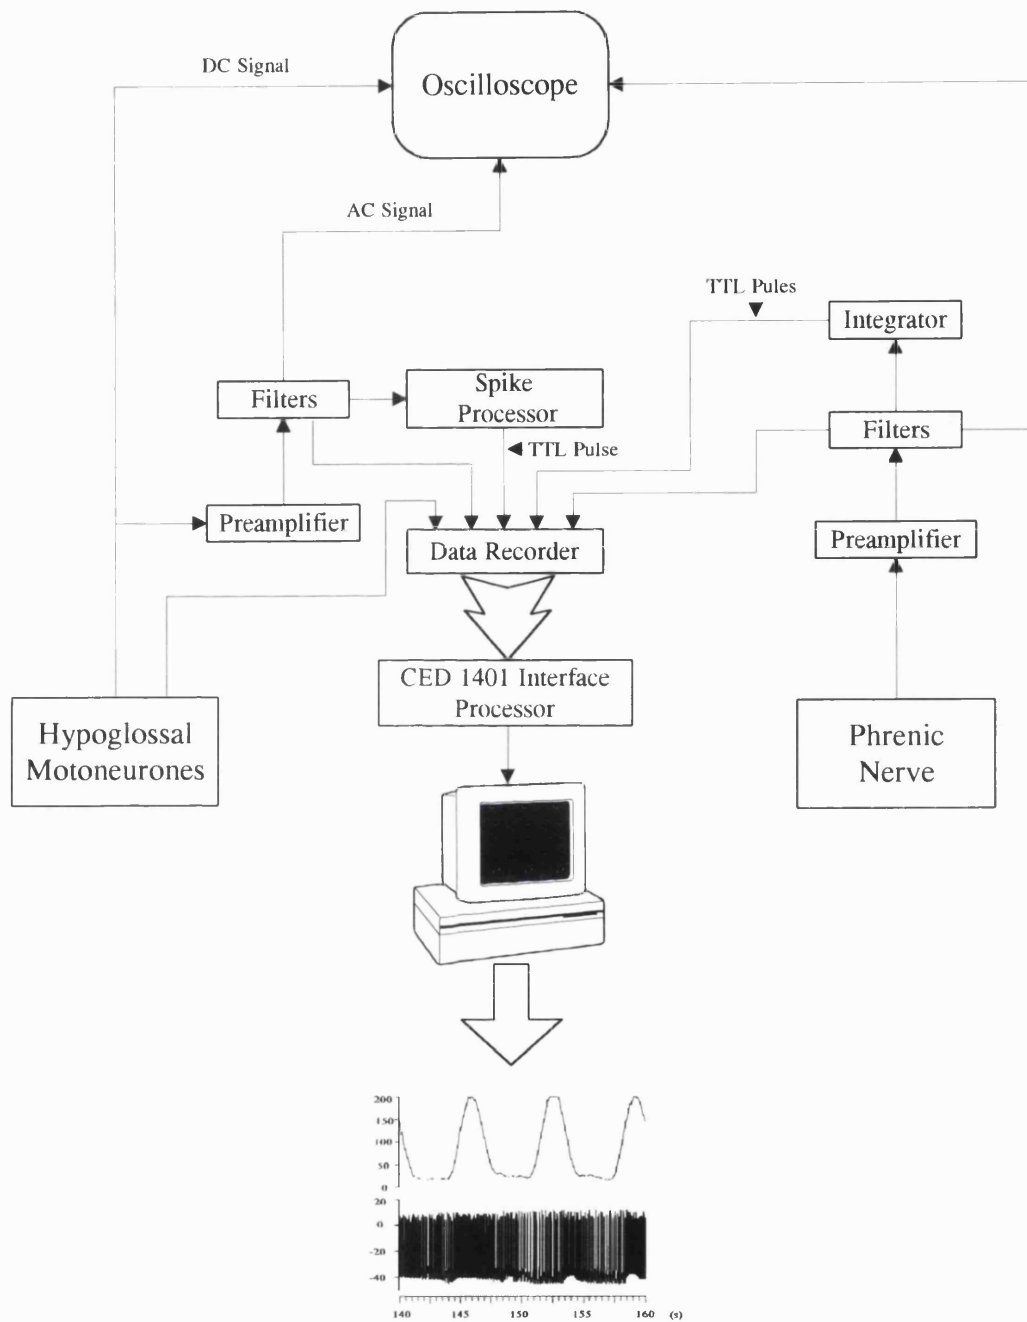 DC Signal
Oscilloscope
AC Signal
TTL Pules
Integrator
Filters
Spike
Processor
TTL Pulse
Filters
Preamplifier
Data Recorder
Preamplifier
CED 1401 Interface
Processor
Hypoglossal
Motoneurones
Phrenic
Nerve
200
150
100
50
0
20
0
-20
-40
140 145 150 155 160 (s)